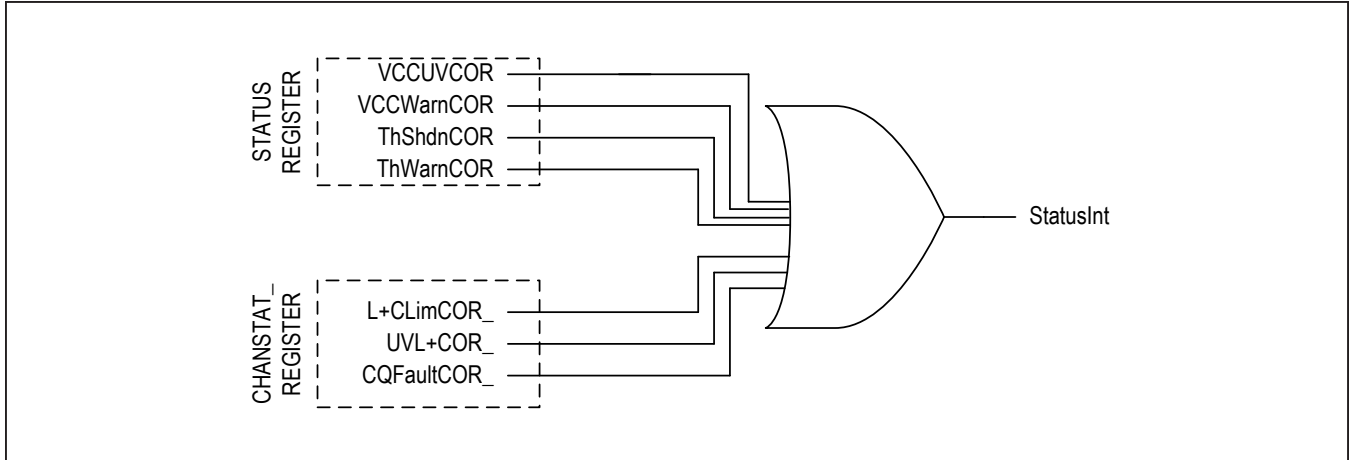 STATUS
REGISTER
VCCUVCOR
VCCWarnCOR
ThShdnCOR
ThWarnCOR
StatusInt
CHANSTAT_
REGISTER
L+CLimCOR_
UVL+COR_
CQFaultCOR_